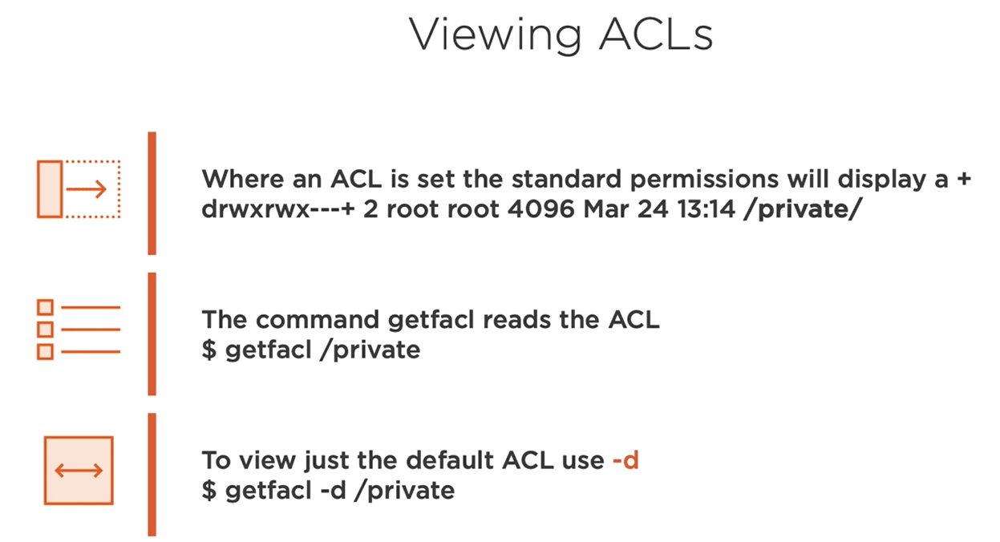 Viewing ACLs
Where an ACL is set the standard permissions will display a +
drwxrwx---+ 2 root root 4096 Mar 24 13:14 /private/
The command getfacl reads the ACL
$ getfacl /private
To view just the default ACL use -d
$ getfacl -d /private